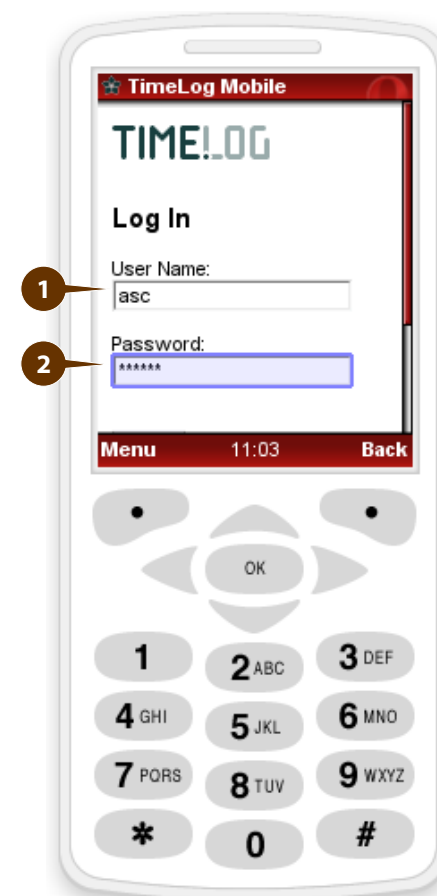 TimeLog Mobile
TIME!LOG
Log In
User Name:
1
asc
Password:
2
******
Menu 11:03 Back
OK
1 2 ABC 3 DEF
4 GHI 5 JKL 6 MNO
7 PQRS 8 TUV 9 WXYZ
* 0 #